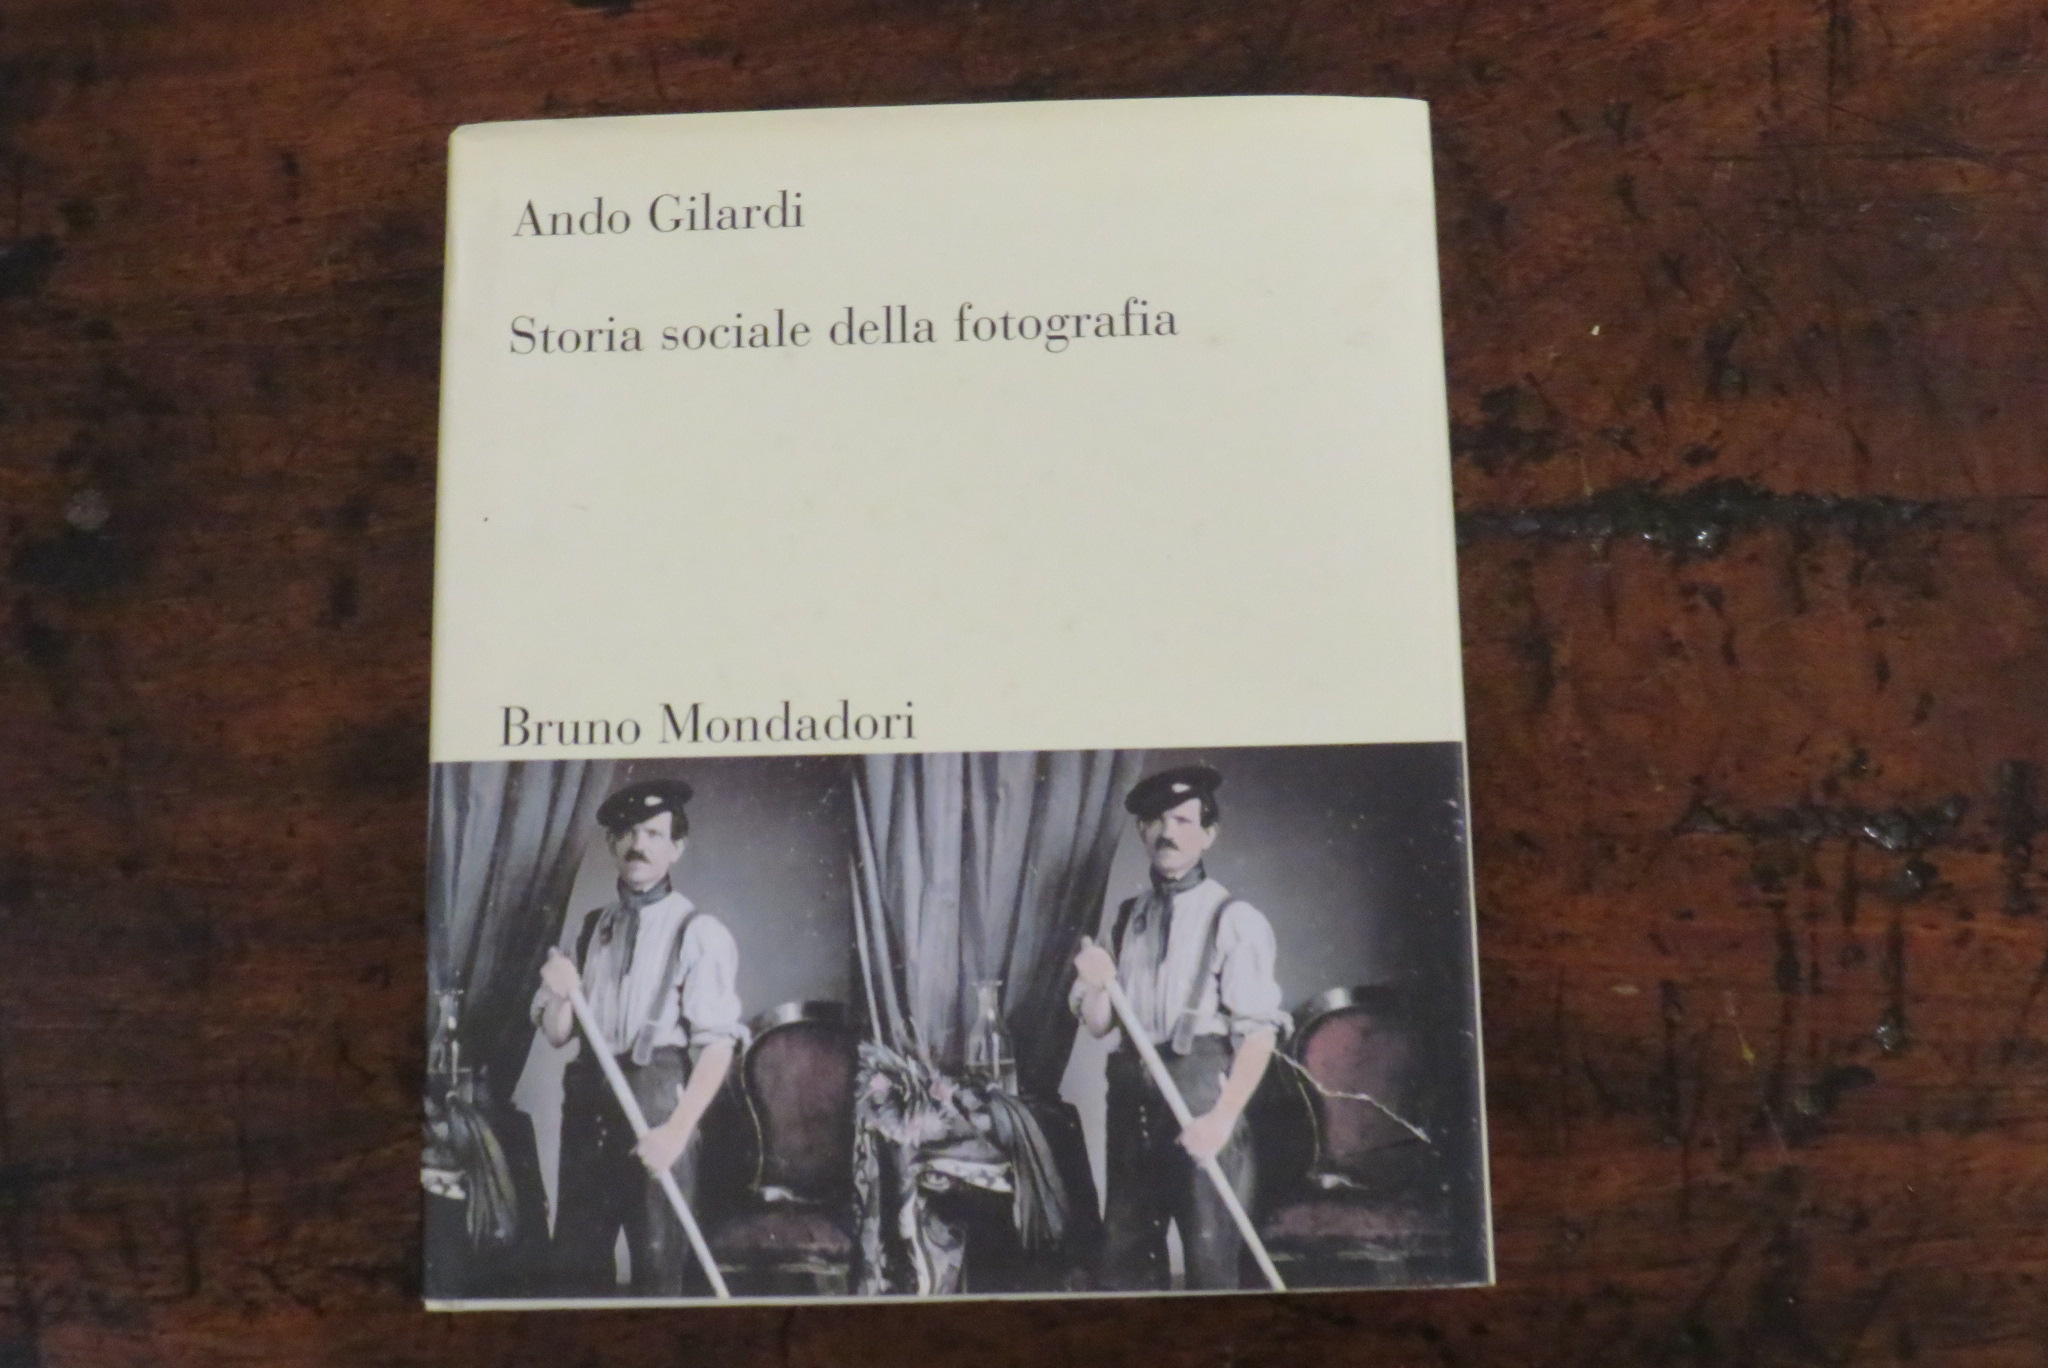 Ando Gilardi
Storia sociale della fotografia
Bruno Mondadori